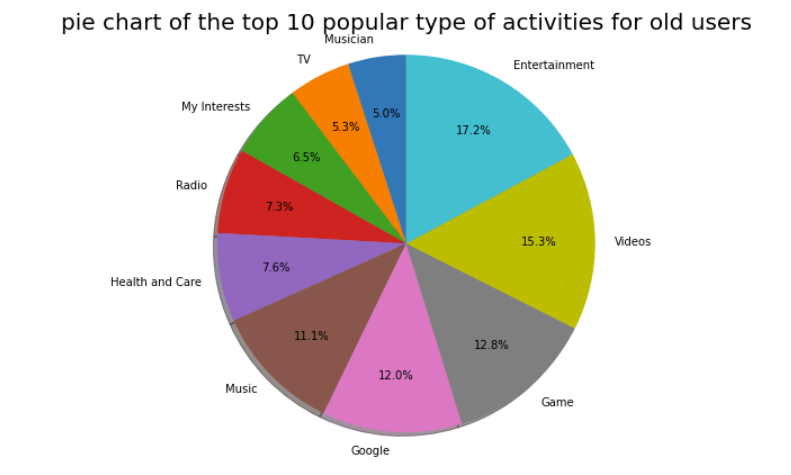 pie chart of the top 10 popular type of activities for old users
Musician
TV
Entertainment
My Interests
5.0%
5.3%
17.2%
6.5%
Radio
7.3%
15.3%
Videos
7.6%
Health and Care
11.1%
12.8%
12.0%
Music
Game
Google